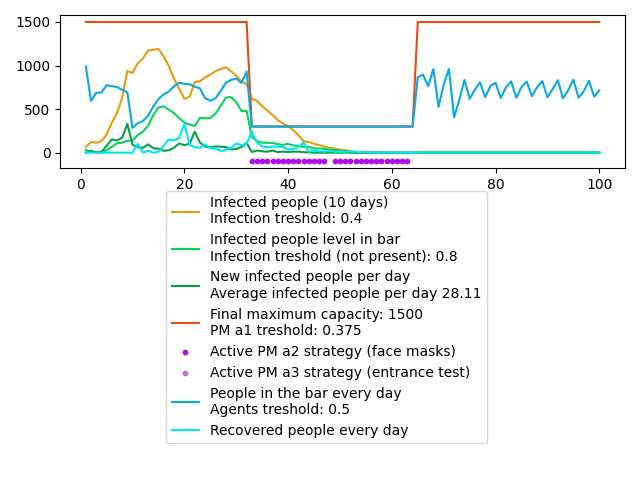 1500
1000
500
0
0 20 40 60 80 100
Infected people (10 days)
Infection treshold: 0.4
Infected people level in bar
Infection treshold (not present): 0.8
New infected people per day
Average infected people per day 28.11
Final maximum capacity: 1500
PM a1 treshold: 0.375
Active PM a2 strategy (face masks)
Active PM a3 strategy (entrance test)
People in the bar every day
Agents treshold: 0.5
Recovered people every day